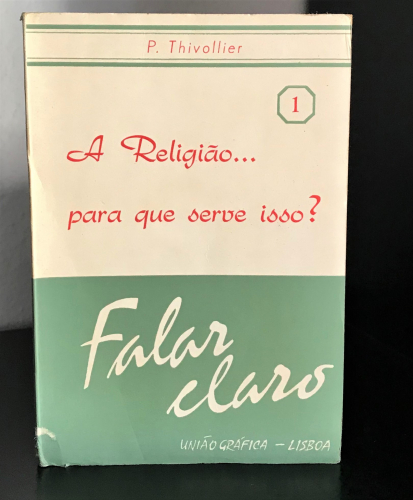 P. Thivollier
1
A Religião...
para que serve isso?
Falar
claro
UNIÃO GRÁFICA – LISBOA